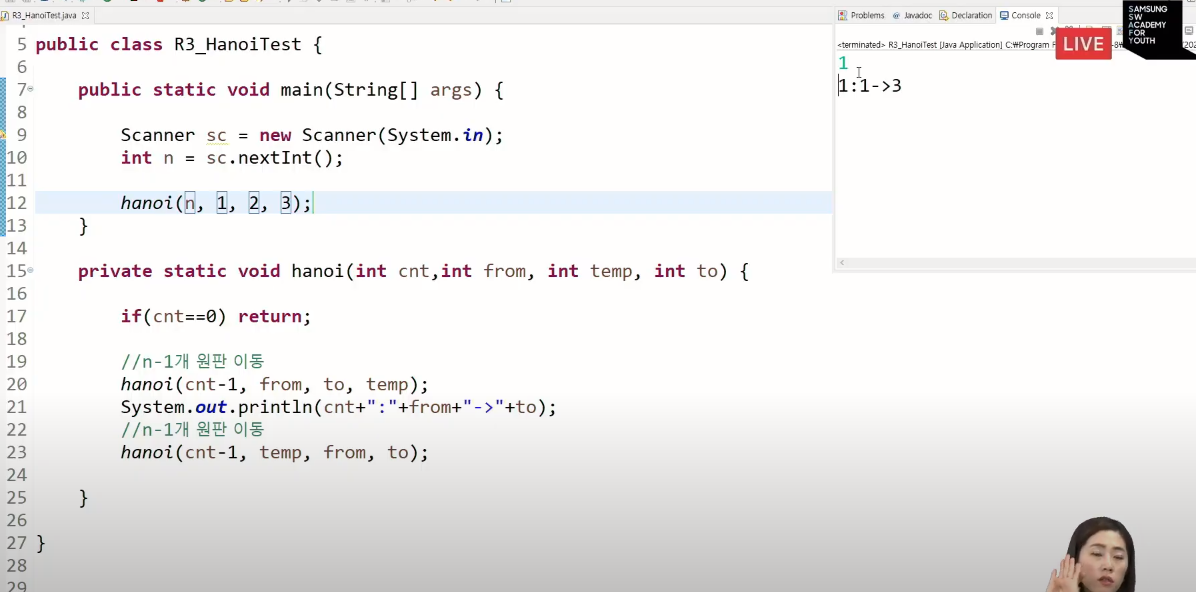 R3_HanoiTest.java
5 public class R3_HanoiTest {
6
7 public static void main(String[] args) {
8
9 Scanner sc = new Scanner(System.in);
10 int n = sc.nextInt();
11
12 hanoi(n, 1, 2, 3);
13 }
14
15 private static void hanoi(int cnt,int from, int temp, int to) {
16
17 if(cnt==0) return;
18
19 //n-1개 원판 이동
20 hanoi(cnt-1, from, to, temp);
21 System.out.println(cnt+":"+from+"->"+to);
22 //n-1개 원판 이동
23 hanoi(cnt-1, temp, from, to);
24
25 }
26
27 }
28
29
Problems Javadoc Declaration Console
<terminated> R3_HanoiTest [Java Application] C:₩Program
1
1:1->3
LIVE
SAMSUNG
SW
ACADEMY
FOR
YOUTH